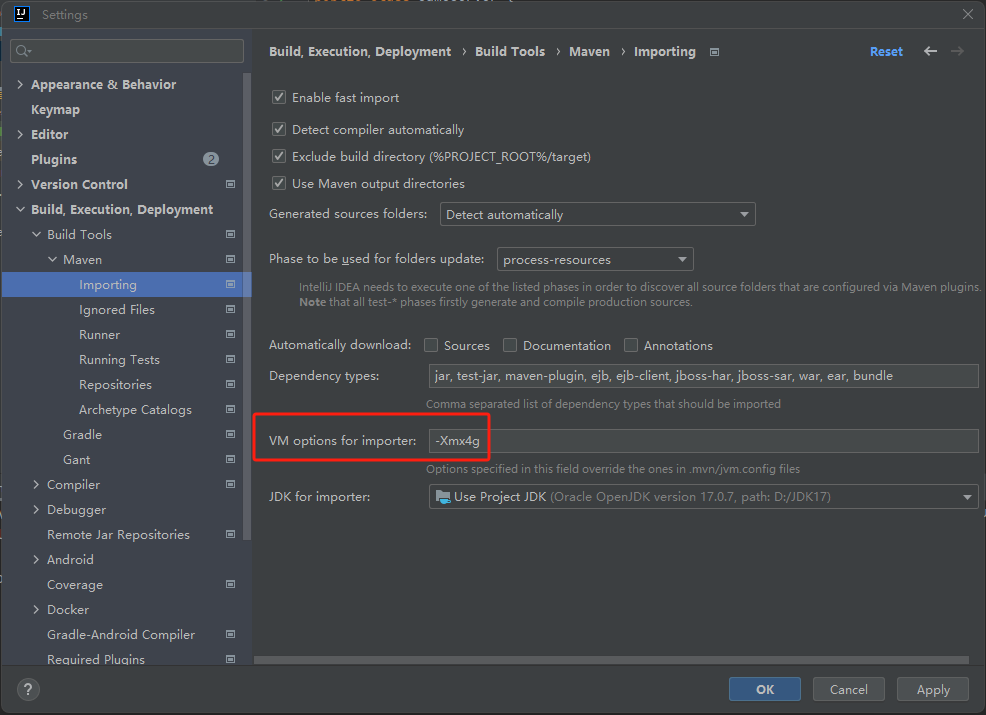 IJ Settings
Appearance & Behavior
Keymap
Editor
Plugins 2
Version Control
Build, Execution, Deployment
Build Tools
Maven
Importing
Ignored Files
Runner
Running Tests
Repositories
Archetype Catalogs
Gradle
Gant
Compiler
Debugger
Remote Jar Repositories
Android
Coverage
Docker
Gradle-Android Compiler
Required Plugins
Build, Execution, Deployment › Build Tools › Maven › Importing Reset
Enable fast import
Detect compiler automatically
Exclude build directory (%PROJECT_ROOT%/target)
Use Maven output directories
Generated sources folders: Detect automatically
Phase to be used for folders update: process-resources
IntelliJ IDEA needs to execute one of the listed phases in order to discover all source folders that are configured via Maven plugins.
Note that all test-* phases firstly generate and compile production sources.
Automatically download: Sources Documentation Annotations
Dependency types: jar, test-jar, maven-plugin, ejb, ejb-client, jboss-har, jboss-sar, war, ear, bundle
Comma separated list of dependency types that should be imported
VM options for importer: -Xmx4g
Options specified in this field override the ones in .mvn/jvm.config files
JDK for importer: Use Project JDK (Oracle OpenJDK version 17.0.7, path: D:/JDK17)
? OK Cancel Apply